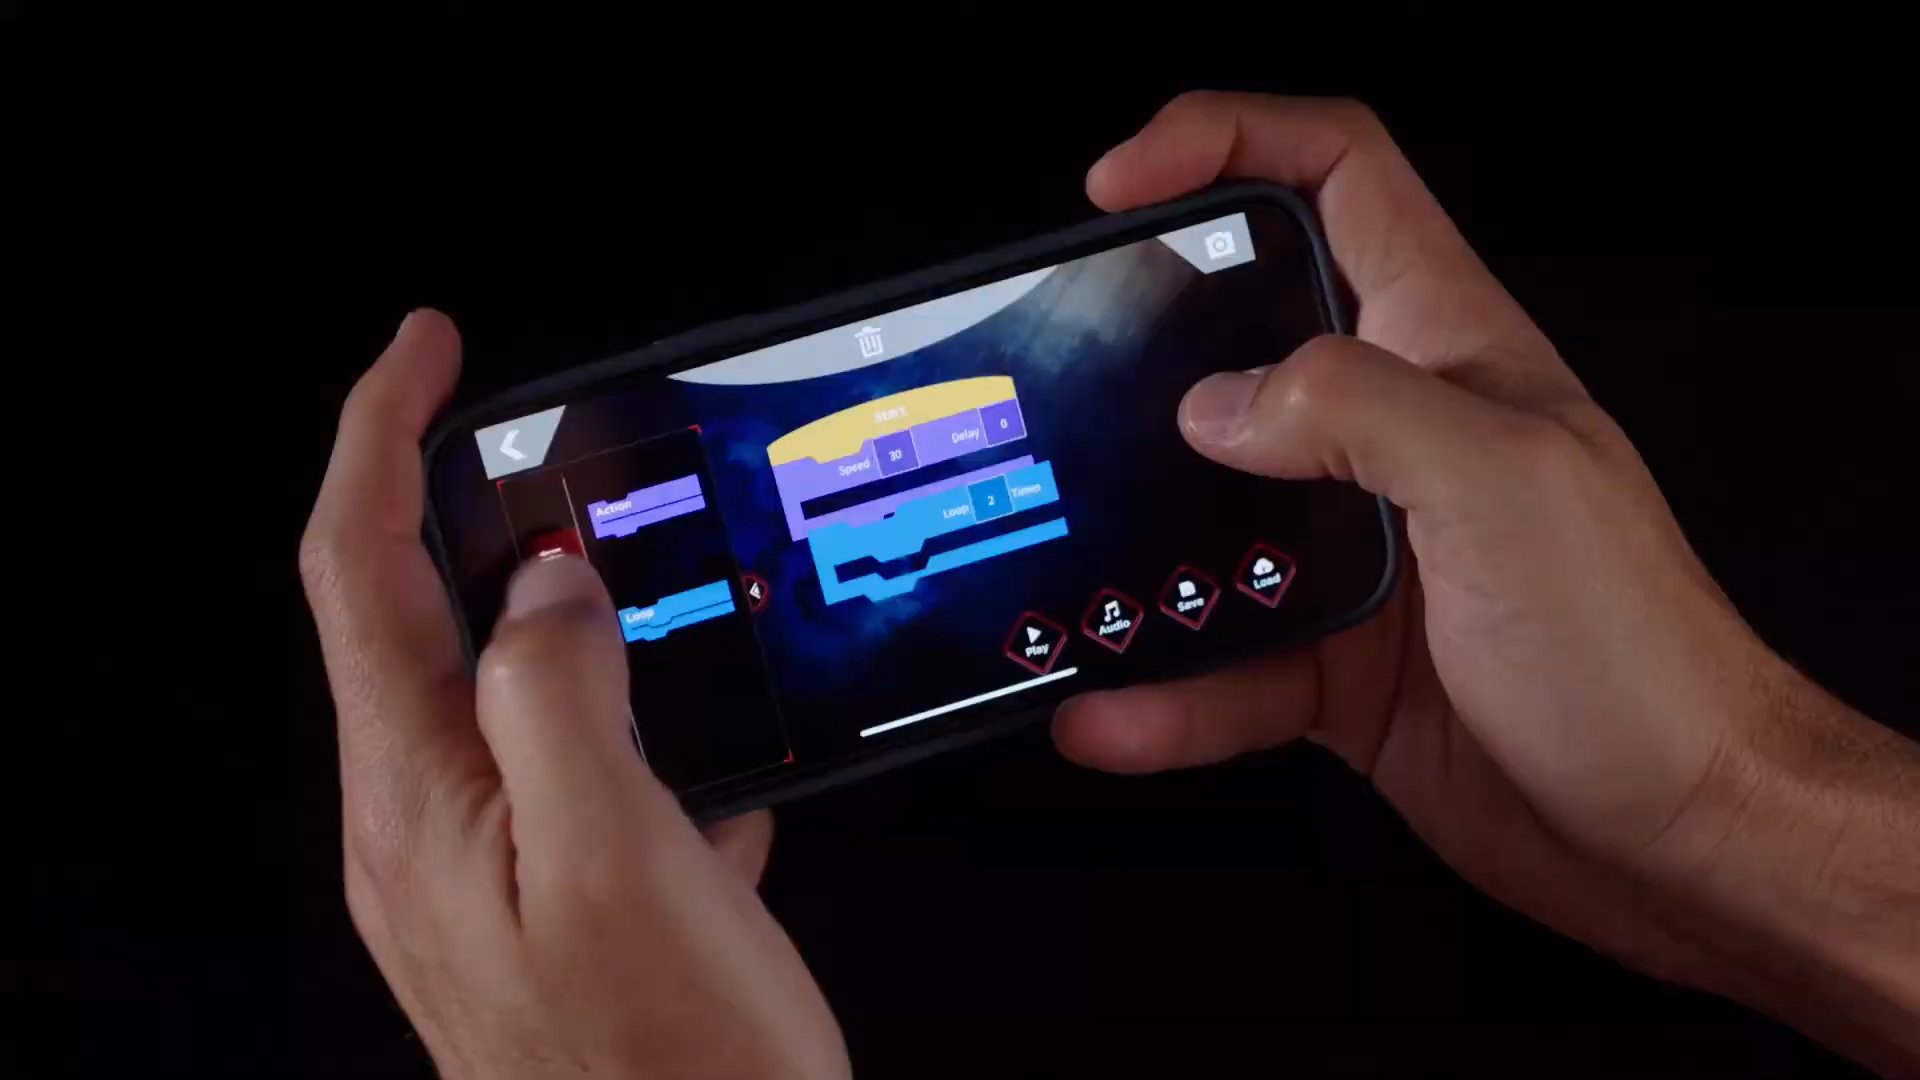 Start
Delay 0
Speed 30
Action
Loop 2 Times
Loop
Load
Save
Audio
Play